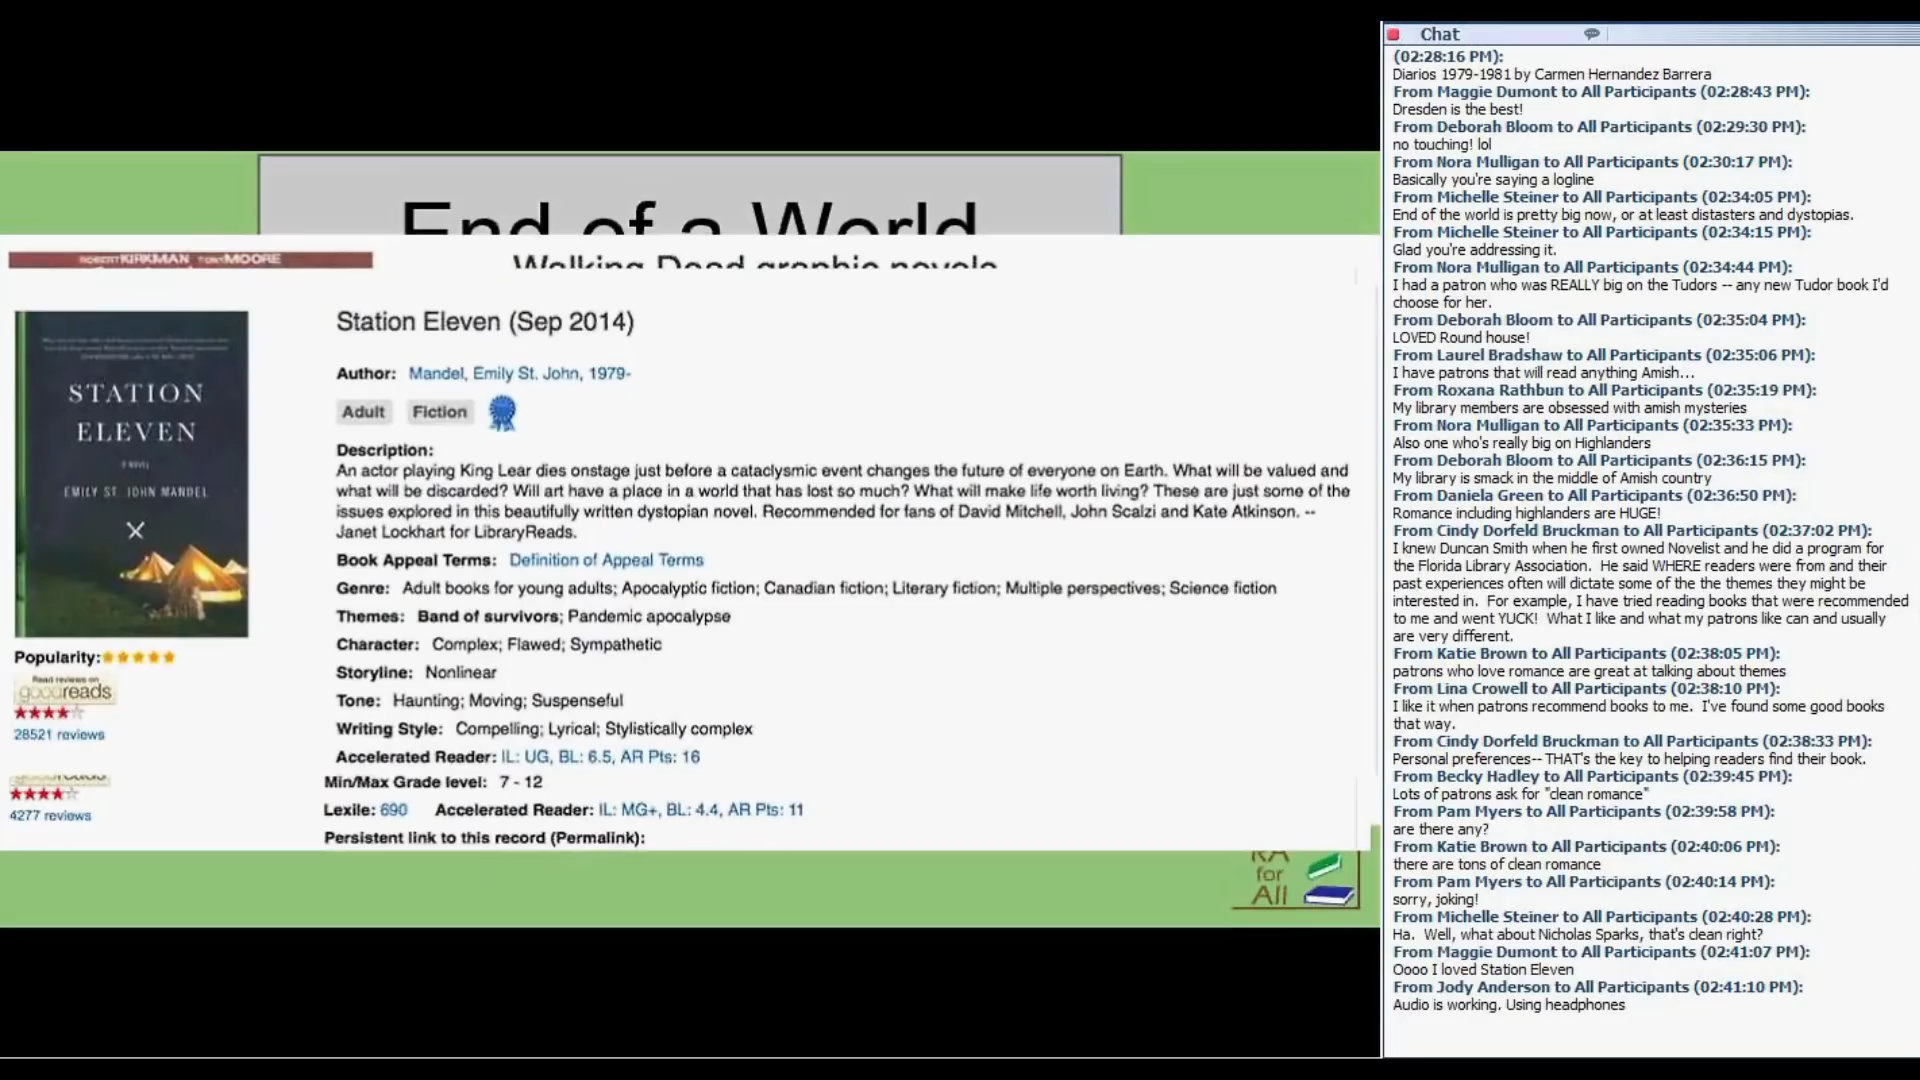 End of a World
Walking Dead graphic novels
ROBERT KIRKMAN TONY MOORE
STATION
ELEVEN
A NOVEL
EMILY ST. JOHN MANDEL
Popularity:
Read reviews on
goodreads
28521 reviews
goodreads
4277 reviews
Station Eleven (Sep 2014)
Author: Mandel, Emily St. John, 1979-
Adult Fiction
Description:
An actor playing King Lear dies onstage just before a cataclysmic event changes the future of everyone on Earth. What will be valued and
what will be discarded? Will art have a place in a world that has lost so much? What will make life worth living? These are just some of the
issues explored in this beautifully written dystopian novel. Recommended for fans of David Mitchell, John Scalzi and Kate Atkinson. --
Janet Lockhart for LibraryReads.
Book Appeal Terms: Definition of Appeal Terms
Genre: Adult books for young adults; Apocalyptic fiction; Canadian fiction; Literary fiction; Multiple perspectives; Science fiction
Themes: Band of survivors; Pandemic apocalypse
Character: Complex; Flawed; Sympathetic
Storyline: Nonlinear
Tone: Haunting; Moving; Suspenseful
Writing Style: Compelling; Lyrical; Stylistically complex
Accelerated Reader: IL: UG, BL: 6.5, AR Pts: 16
Min/Max Grade level: 7 - 12
Lexile: 690 Accelerated Reader: IL: MG+, BL: 4.4, AR Pts: 11
Persistent link to this record (Permalink):
RA
for
All
Chat
(02:28:16 PM):
Diarios 1979-1981 by Carmen Hernandez Barrera
From Maggie Dumont to All Participants (02:28:43 PM):
Dresden is the best!
From Deborah Bloom to All Participants (02:29:30 PM):
no touching! lol
From Nora Mulligan to All Participants (02:30:17 PM):
Basically you're saying a logline
From Michelle Steiner to All Participants (02:34:05 PM):
End of the world is pretty big now, or at least distasters and dystopias.
From Michelle Steiner to All Participants (02:34:15 PM):
Glad you're addressing it.
From Nora Mulligan to All Participants (02:34:44 PM):
I had a patron who was REALLY big on the Tudors -- any new Tudor book I'd
choose for her.
From Deborah Bloom to All Participants (02:35:04 PM):
LOVED Round house!
From Laurel Bradshaw to All Participants (02:35:06 PM):
I have patrons that will read anything Amish...
From Roxana Rathbun to All Participants (02:35:19 PM):
My library members are obsessed with amish mysteries
From Nora Mulligan to All Participants (02:35:33 PM):
Also one who's really big on Highlanders
From Deborah Bloom to All Participants (02:36:15 PM):
My library is smack in the middle of Amish country
From Daniela Green to All Participants (02:36:50 PM):
Romance including highlanders are HUGE!
From Cindy Dorfeld Bruckman to All Participants (02:37:02 PM):
I knew Duncan Smith when he first owned Novelist and he did a program for
the Florida Library Association. He said WHERE readers were from and their
past experiences often will dictate some of the the themes they might be
interested in. For example, I have tried reading books that were recommended
to me and went YUCK! What I like and what my patrons like can and usually
are very different.
From Katie Brown to All Participants (02:38:05 PM):
patrons who love romance are great at talking about themes
From Lina Crowell to All Participants (02:38:10 PM):
I like it when patrons recommend books to me. I've found some good books
that way.
From Cindy Dorfeld Bruckman to All Participants (02:38:33 PM):
Personal preferences-- THAT's the key to helping readers find their book.
From Becky Hadley to All Participants (02:39:45 PM):
Lots of patrons ask for "clean romance"
From Pam Myers to All Participants (02:39:58 PM):
are there any?
From Katie Brown to All Participants (02:40:06 PM):
there are tons of clean romance
From Pam Myers to All Participants (02:40:14 PM):
sorry, joking!
From Michelle Steiner to All Participants (02:40:28 PM):
Ha. Well, what about Nicholas Sparks, that's clean right?
From Maggie Dumont to All Participants (02:41:07 PM):
Oooo I loved Station Eleven
From Jody Anderson to All Participants (02:41:10 PM):
Audio is working. Using headphones